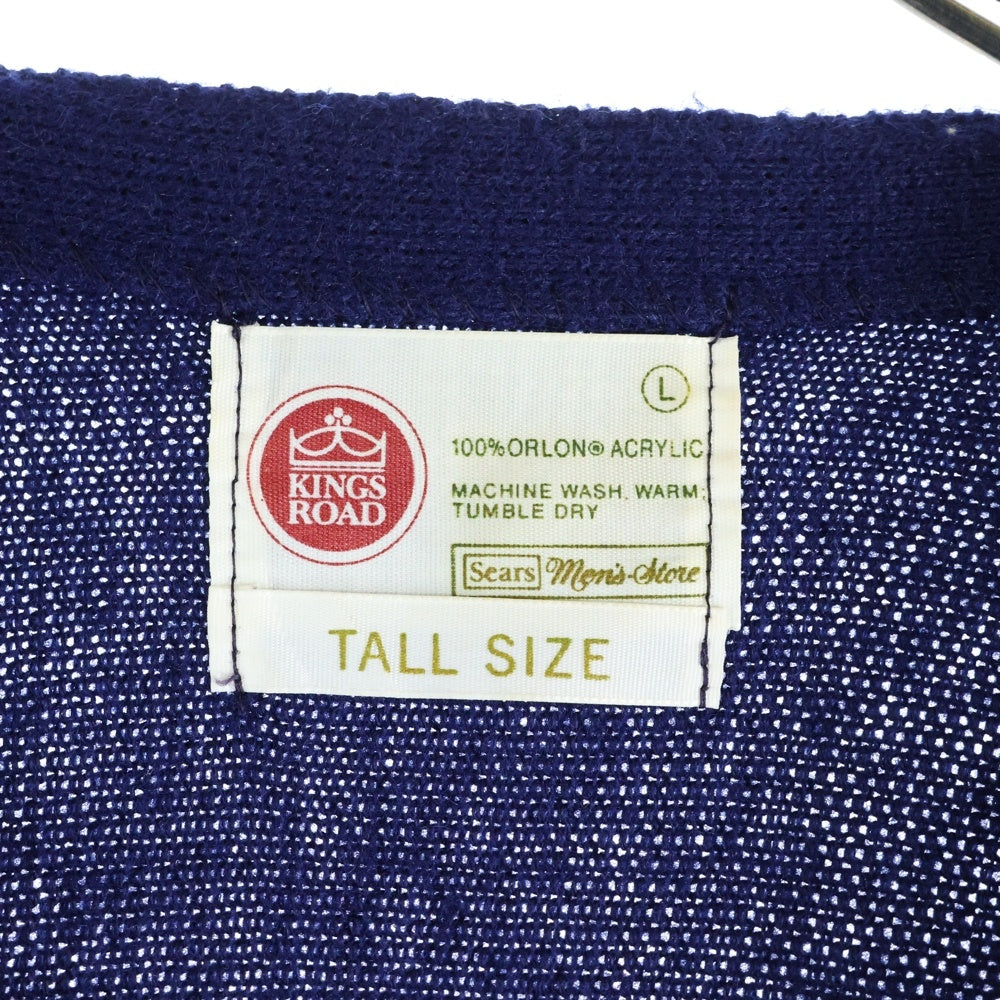 L
KINGS
ROAD
100% ORLON® ACRYLIC
MACHINE WASH, WARM;
TUMBLE DRY
Sears Men's Store
TALL SIZE